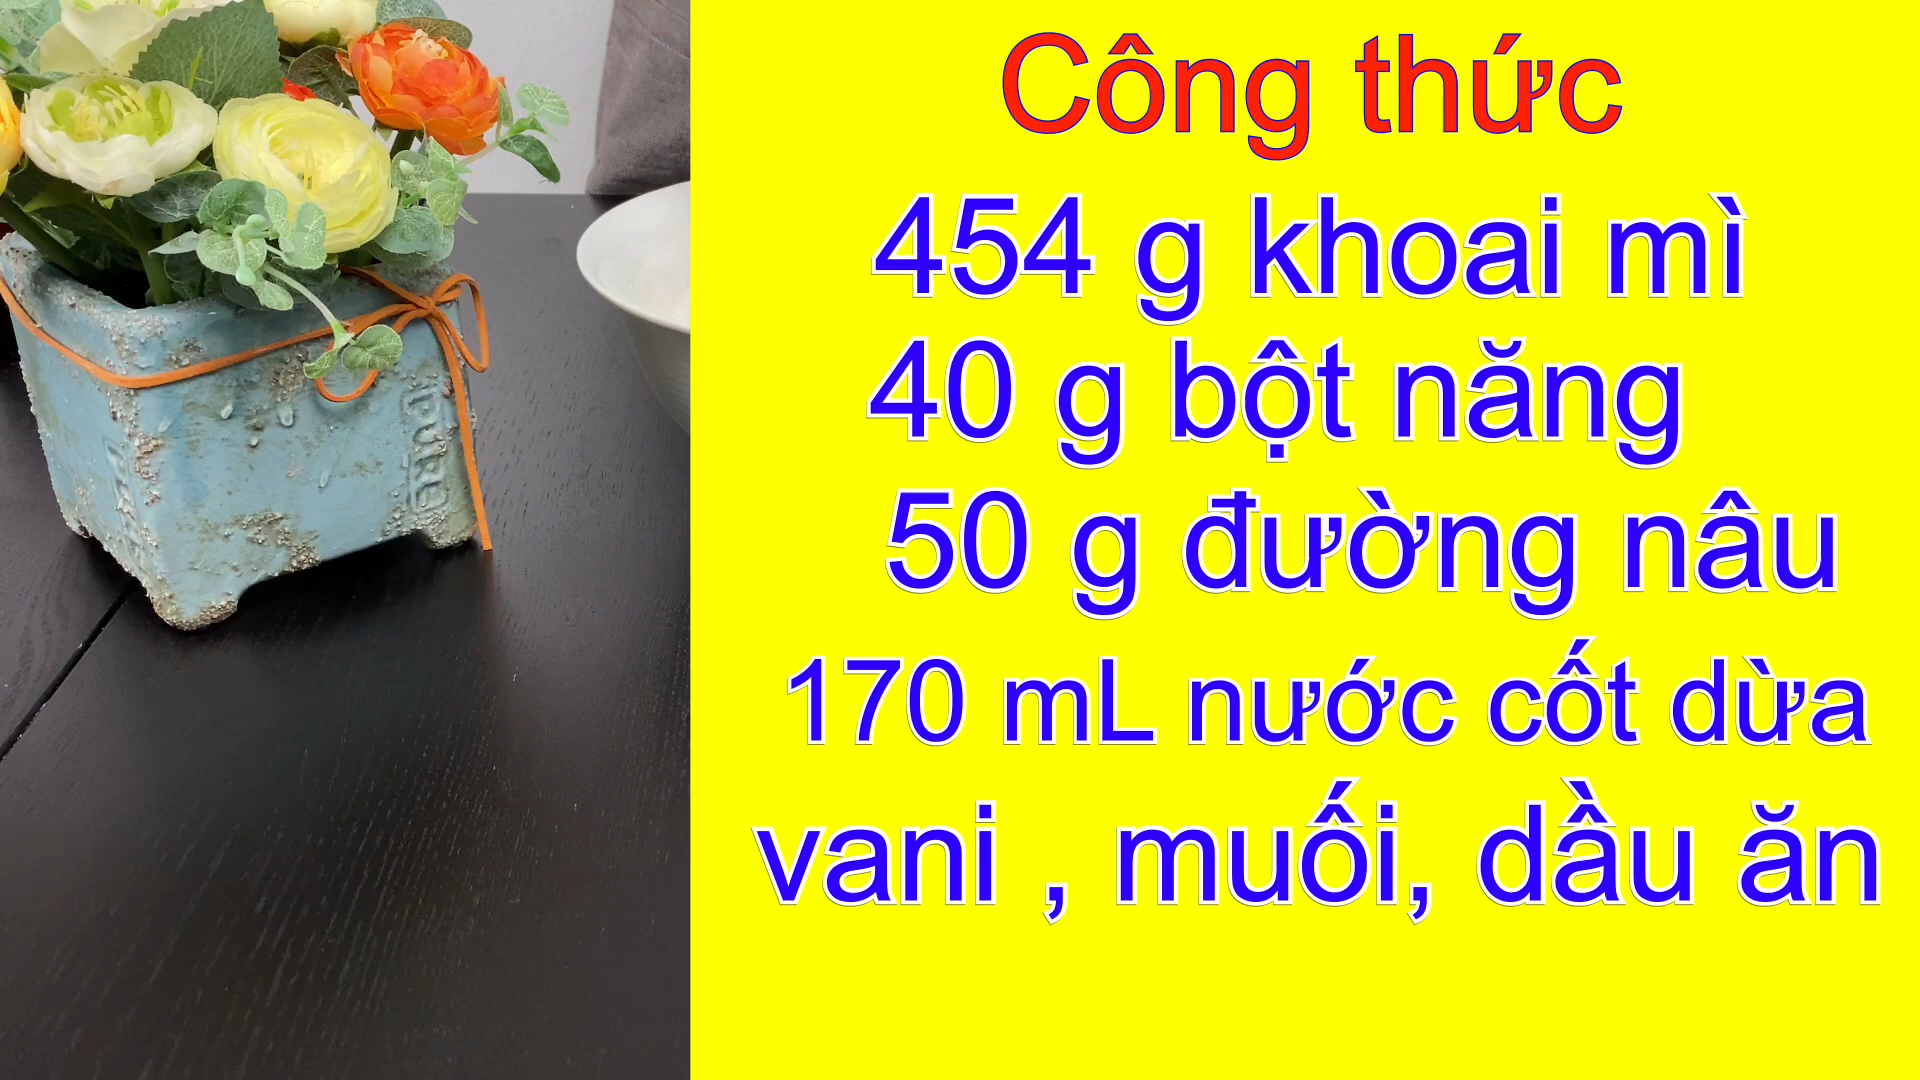 Công thức
454 g khoai mì
40 g bột năng
50 g đường nâu
170 mL nước cốt dừa
vani , muối, dầu ăn